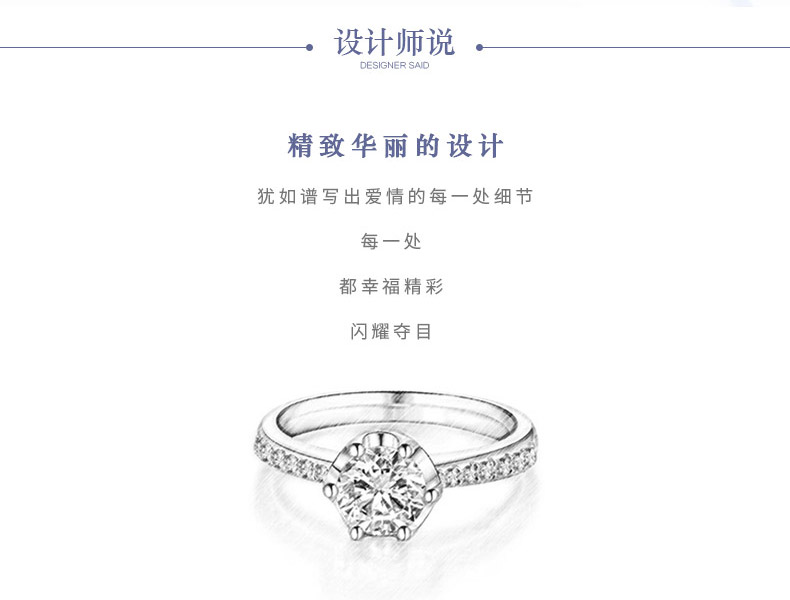 设计师说
DESIGNER SAID
精致华丽的设计
犹如谱写出爱情的每一处细节
每一处
都幸福精彩
闪耀夺目